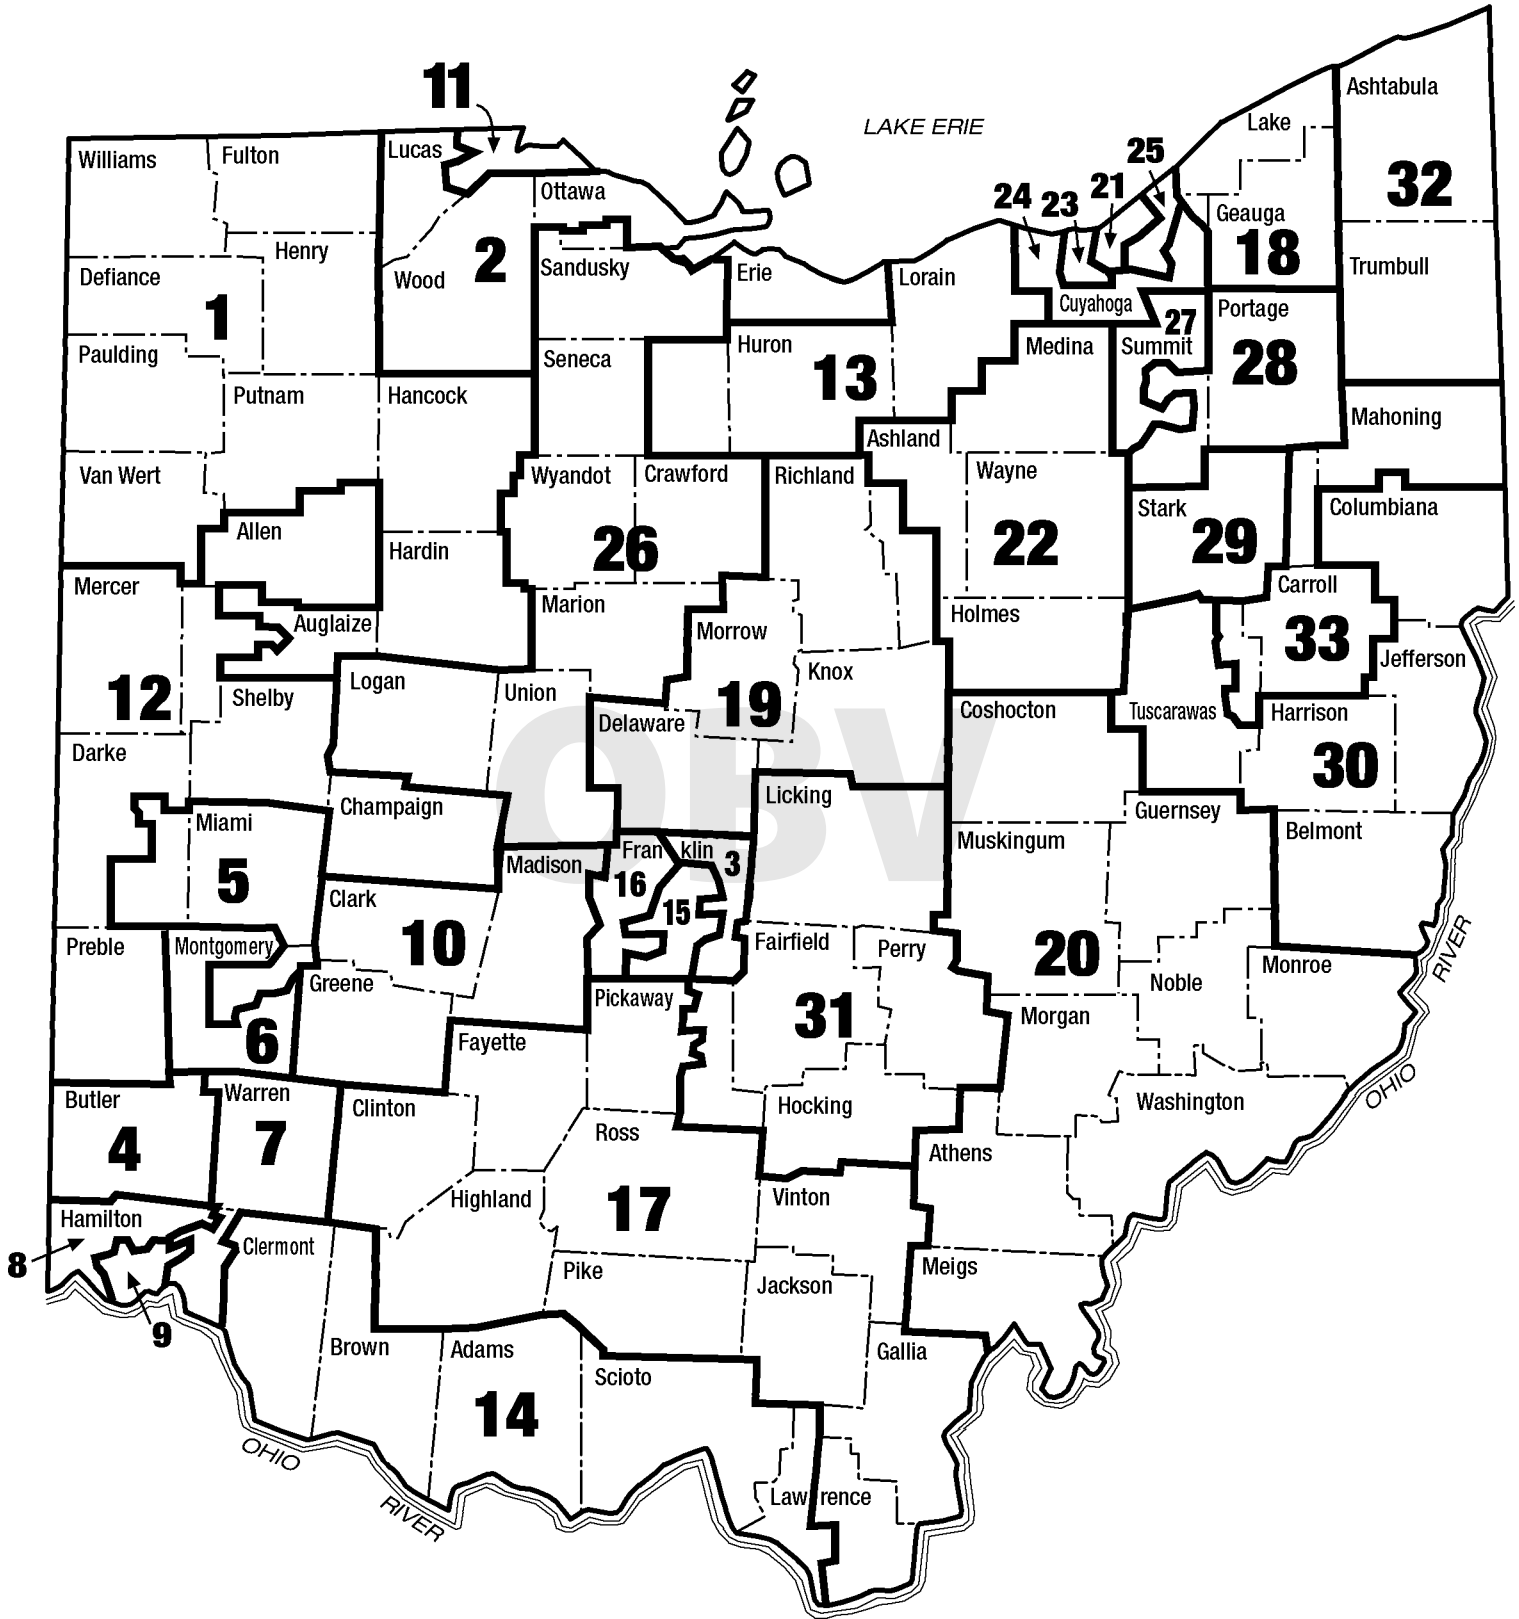 11
LAKE ERIE
Ashtabula
Lake
Williams
Fulton
Lucas
25
32
Ottawa
24
23
21
Geauga
Henry
2
Sandusky
Erie
Lorain
18
Trumbull
Defiance
Wood
Cuyahoga
1
27
Portage
Paulding
Seneca
Huron
Medina
Summit
13
28
Putnam
Hancock
Mahoning
Ashland
Van Wert
Wyandot
Crawford
Richland
Wayne
Stark
Columbiana
Allen
Hardin
26
22
29
Mercer
Marion
Holmes
Carroll
Auglaize
Morrow
33
Jefferson
12
Shelby
Logan
Union
Knox
19
Delaware
Coshocton
Tuscarawas
Harrison
Darke
OBV
30
Champaign
Licking
Guernsey
Miami
Muskingum
Belmont
Madison
Fran klin
3
5
16
Clark
15
10
Preble
Montgomery
Fairfield
Perry
20
RIVER
Greene
Pickaway
Noble
Monroe
6
31
Morgan
Fayette
Butler
Warren
Clinton
Hocking
Washington
OHIO
4
7
Ross
Athens
Highland
17
Vinton
Hamilton
8
Clermont
Pike
Jackson
Meigs
9
Brown
Adams
Scioto
Gallia
14
OHIO
RIVER
Lawrence